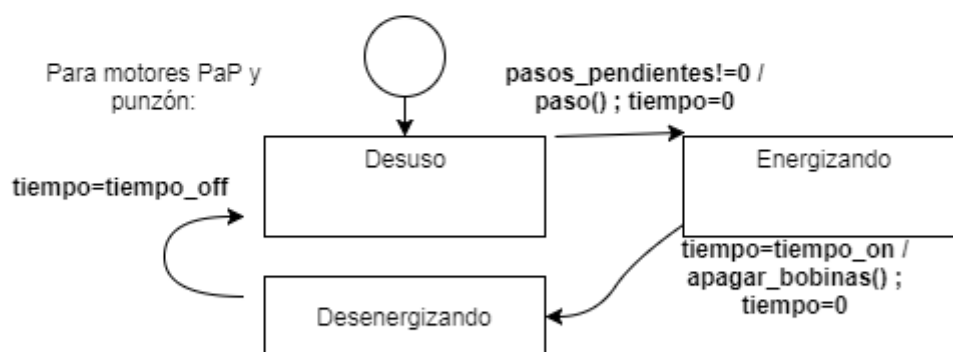 Para motores PaP y
punzón:
pasos_pendientes!=0 /
paso() ; tiempo=0
Desuso
Energizando
tiempo=tiempo_off
tiempo=tiempo_on /
apagar_bobinas() ;
tiempo=0
Desenergizando